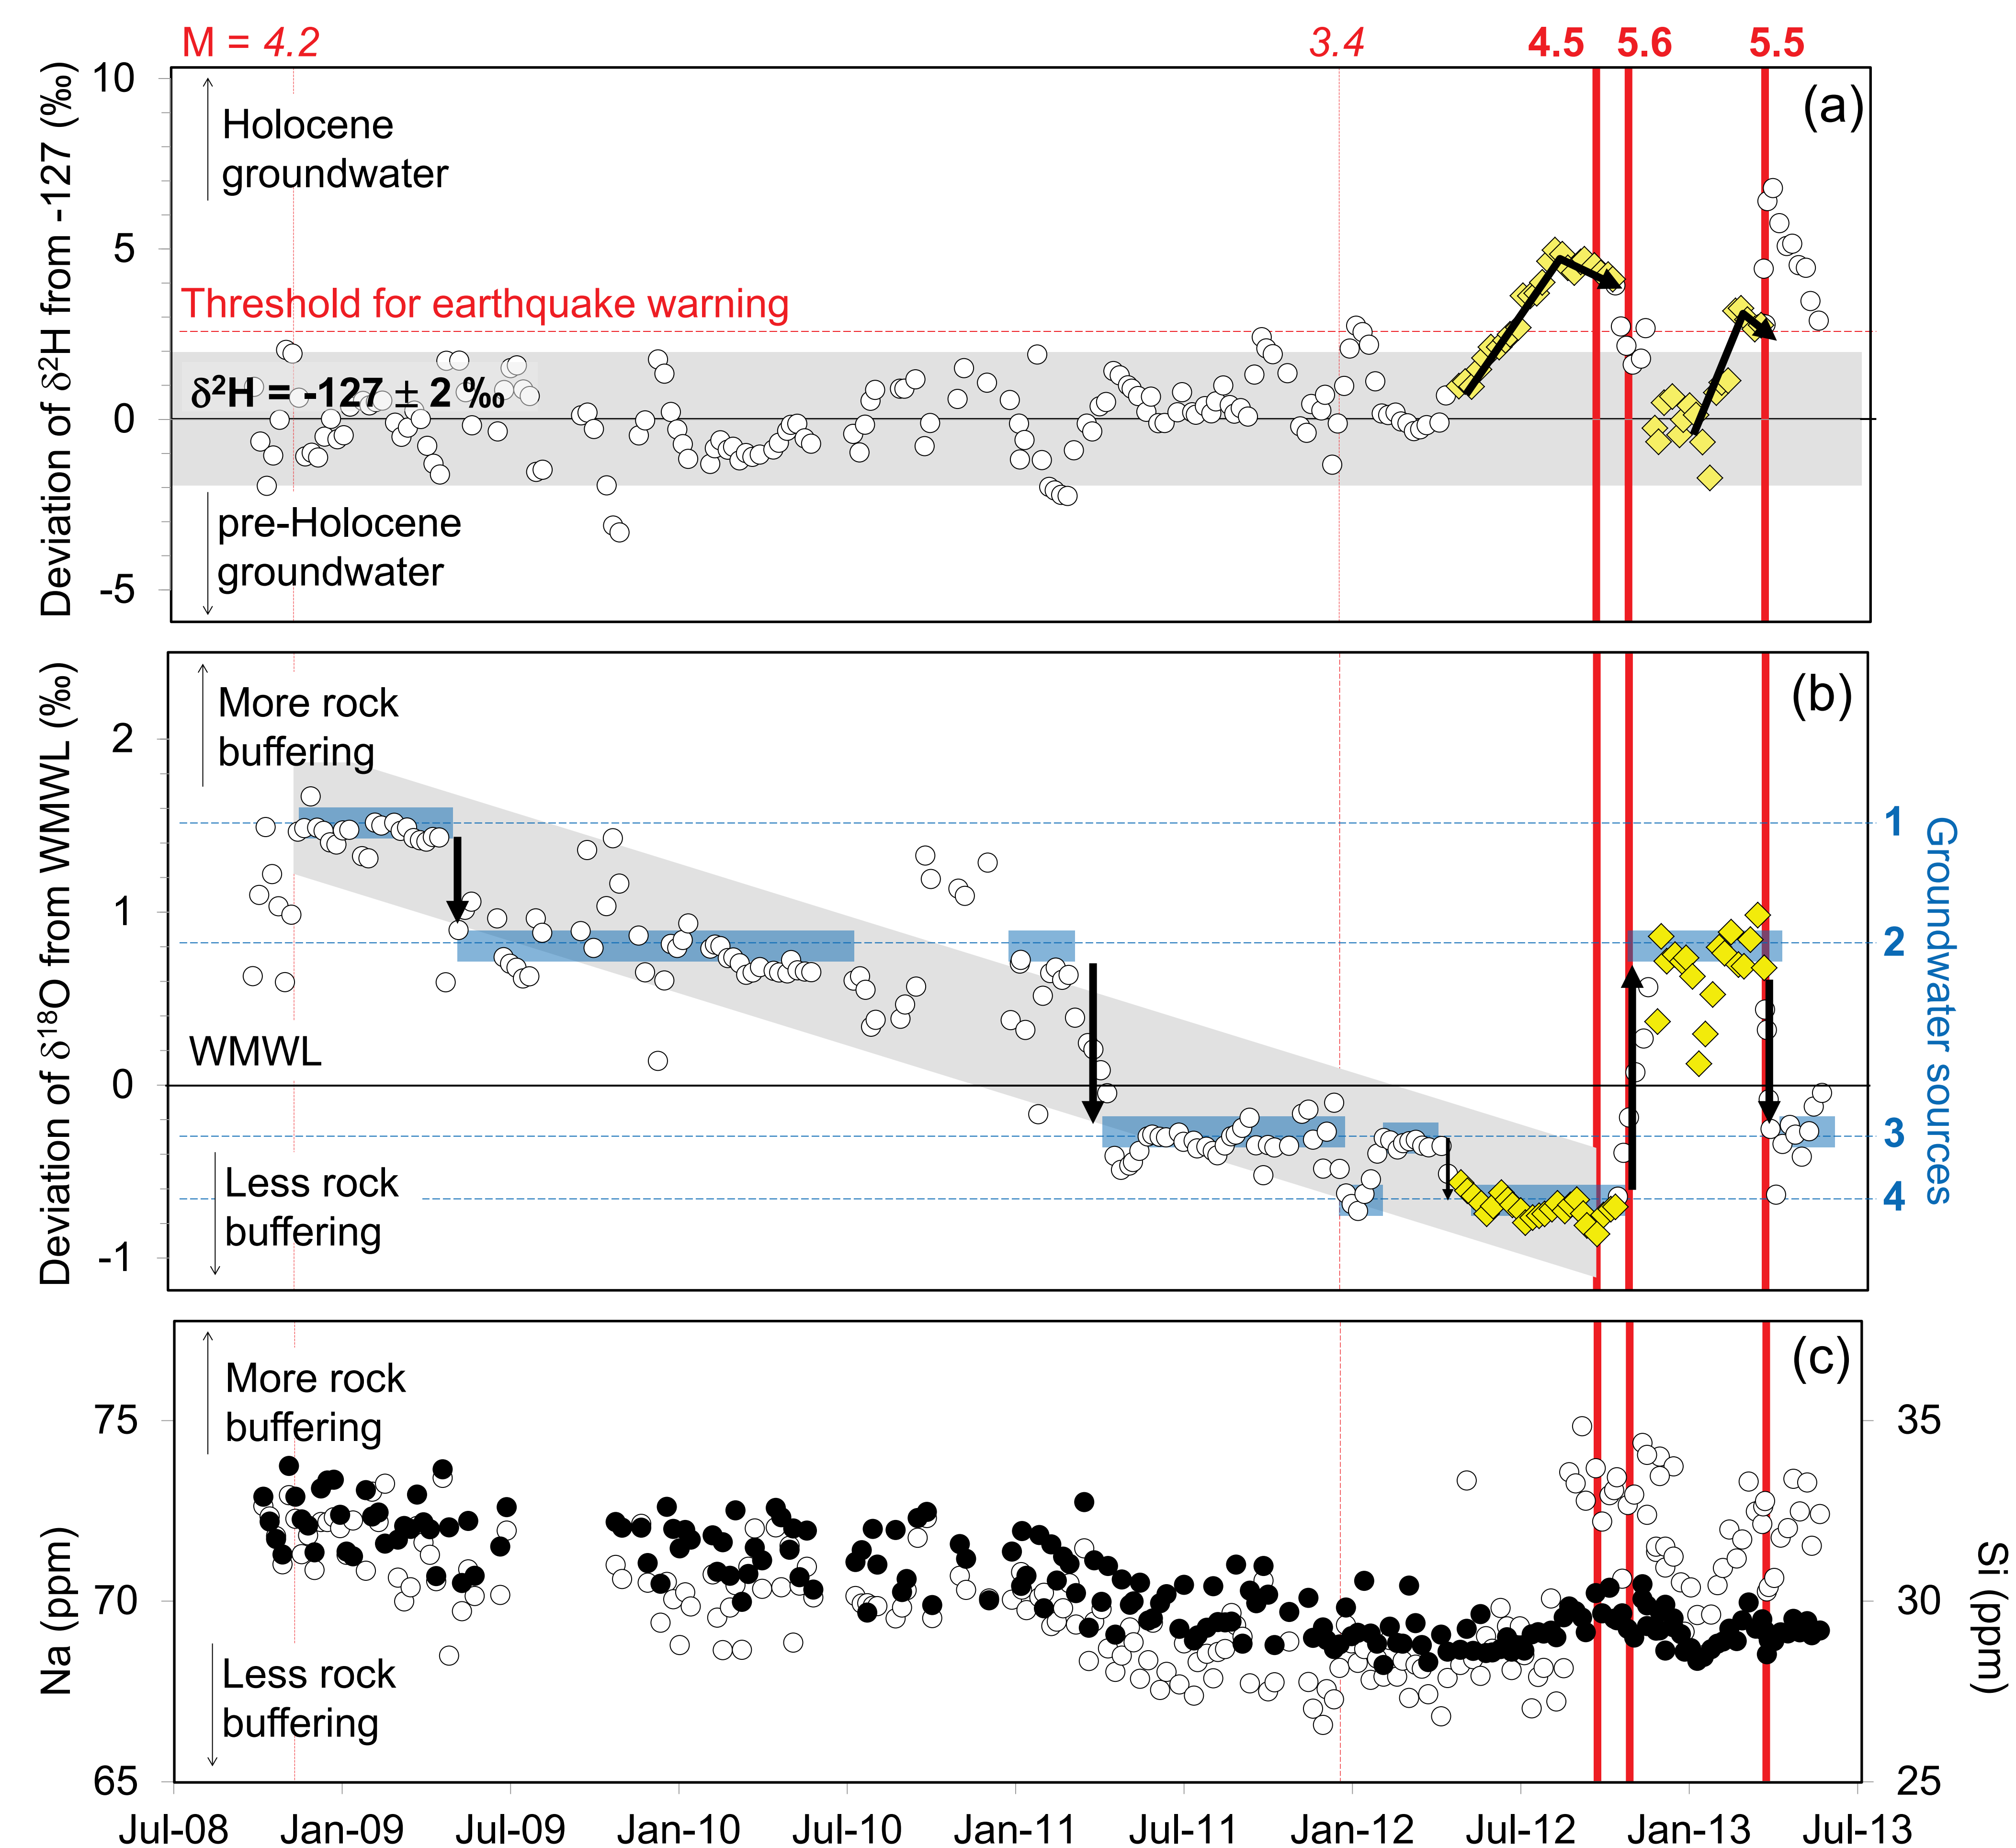 M = 4.2 3.4 4.5 5.6 5.5
(a)
Deviation of δ²H from -127 (‰)
10
5
0
-5
Holocene
groundwater
Threshold for earthquake warning
δ²H = -127 ± 2 ‰
pre-Holocene
groundwater
(b)
Deviation of δ¹⁸O from WMWL (‰)
2
1
0
-1
More rock
buffering
WMWL
Less rock
buffering
1
2
3
4
Groundwater sources
(c)
Na (ppm)
75
70
65
More rock
buffering
Less rock
buffering
35
30
25
Si (ppm)
Jul-08 Jan-09 Jul-09 Jan-10 Jul-10 Jan-11 Jul-11 Jan-12 Jul-12 Jan-13 Jul-13